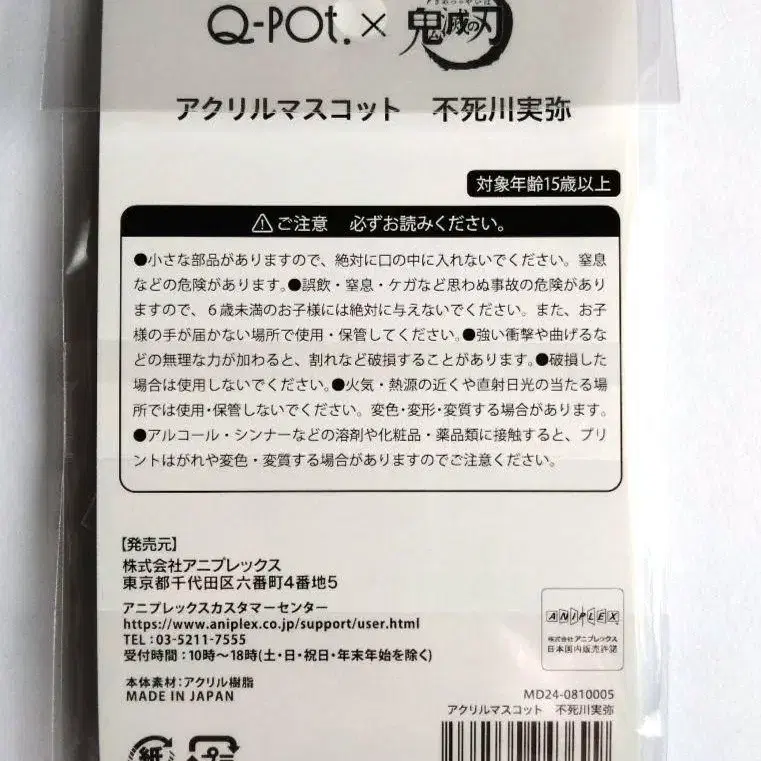 Q-POT. × 鬼滅の刃
アクリルマスコット 不死川実弥
対象年齢15歳以上
⚠ご注意 必ずお読みください。
●小さな部品がありますので、絶対に口の中に入れないでください。窒息
などの危険があります。●誤飲・窒息・ケガなど思わぬ事故の危険があり
ますので、６歳未満のお子様には絶対に与えないでください。また、お子
様の手が届かない場所で使用・保管してください。●強い衝撃や曲げるな
どの無理な力が加わると、割れなど破損することがあります。●破損した
場合は使用しないでください。●火気・熱源の近くや直射日光の当たる場
所では使用・保管しないでください。変色・変形・変質する場合があります。
●アルコール・シンナーなどの溶剤や化粧品・薬品類に接触すると、プリ
ントはがれや変色・変質する場合がありますのでご注意ください。
【発売元】
株式会社アニプレックス
東京都千代田区六番町4番地5
アニプレックスカスタマーセンター
https://www.aniplex.co.jp/support/user.html
TEL：03-5211-7555
受付時間：10時～18時(土・日・祝日・年末年始を除く)
本体素材：アクリル樹脂
MADE IN JAPAN
ANIPLEX
株式会社アニプレックス
日本国内販売許諾
MD24-0810005
アクリルマスコット 不死川実弥
紙